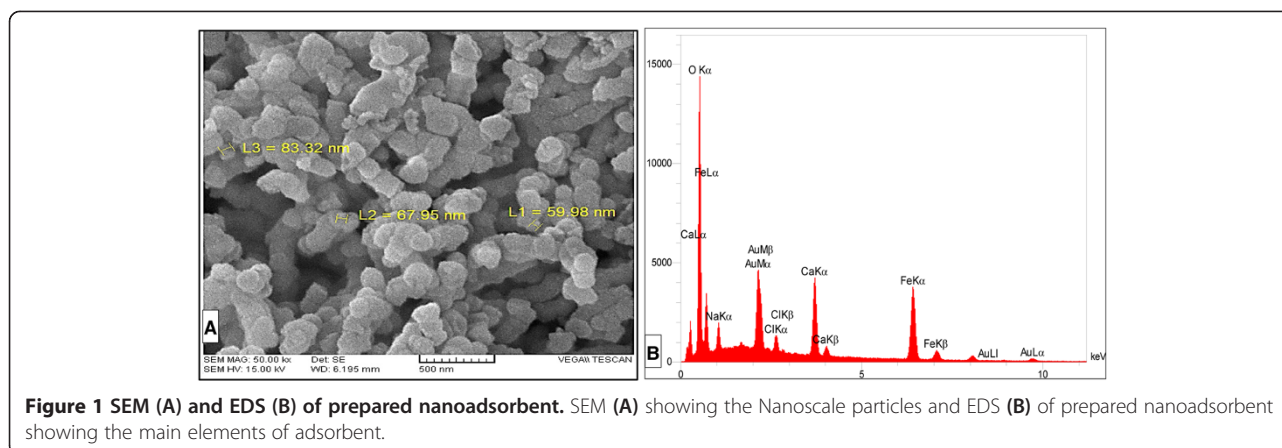 L3 = 83.32 nm
L2 = 67.95 nm
L1 = 59.98 nm
A
SEM MAG: 50.00 kx Det: SE
SEM HV: 15.00 kV WD: 6.195 mm 500 nm VEGA\\ TESCAN
15000
O Kα
10000
FeLα
CaLα
AuMβ
AuMα
5000
CaKα
FeKα
NaKα
ClKβ
ClKα
CaKβ
FeKβ
AuLl
AuLα
B
0
0 5 10 keV
Figure 1 SEM (A) and EDS (B) of prepared nanoadsorbent. SEM (A) showing the Nanoscale particles and EDS (B) of prepared nanoadsorbent
showing the main elements of adsorbent.